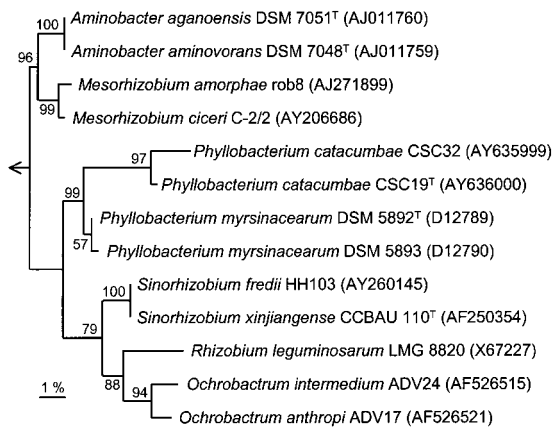 100
Aminobacter aganoensis DSM 7051ᵀ (AJ011760)
Aminobacter aminovorans DSM 7048ᵀ (AJ011759)
96
Mesorhizobium amorphae rob8 (AJ271899)
99
Mesorhizobium ciceri C-2/2 (AY206686)
97
Phyllobacterium catacumbae CSC32 (AY635999)
Phyllobacterium catacumbae CSC19ᵀ (AY636000)
99
Phyllobacterium myrsinacearum DSM 5892ᵀ (D12789)
57
Phyllobacterium myrsinacearum DSM 5893 (D12790)
100
Sinorhizobium fredii HH103 (AY260145)
Sinorhizobium xinjiangense CCBAU 110ᵀ (AF250354)
79
Rhizobium leguminosarum LMG 8820 (X67227)
88
Ochrobactrum intermedium ADV24 (AF526515)
94
Ochrobactrum anthropi ADV17 (AF526521)
1 %